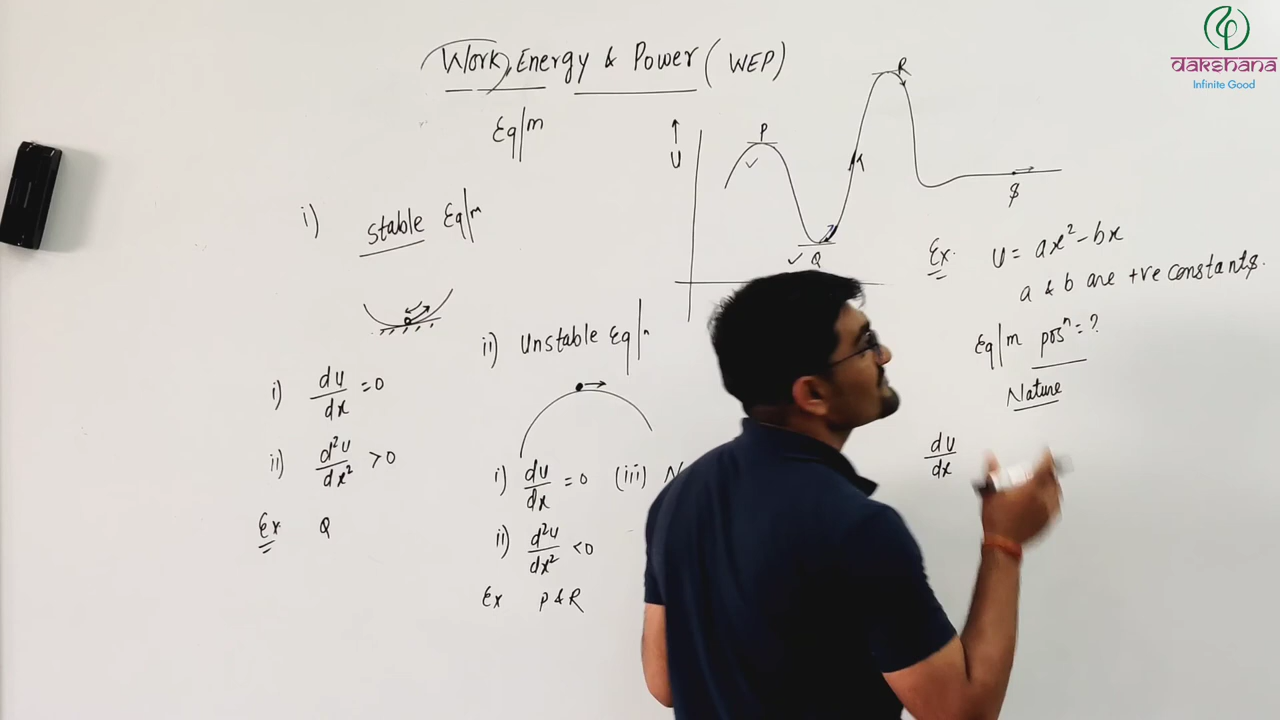 Work, Energy & Power (WEP)
Eq/m
i) stable Eq/m
i) du/dx = 0
ii) d²u/dx² > 0
Ex Q
ii) Unstable Eq/
i) du/dx = 0 (iii) N
ii) d²u/dx² < 0
Ex P & R
↑
U
P
Q
R
S
Ex. U = ax² - bx
a & b are +ve constants.
Eq/m posⁿ = ?
Nature
du/dx
dakshana
Infinite Good